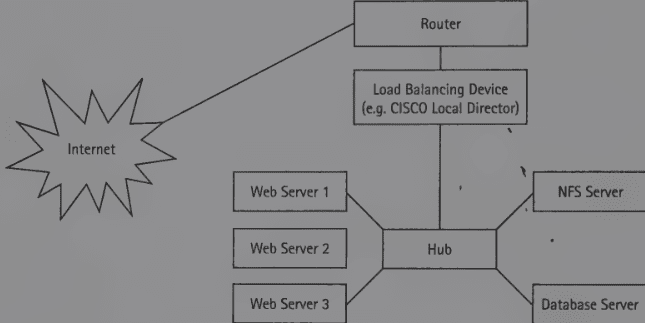 Router
Load Balancing Device
(e.g. CISCO Local Director)
Internet
Web Server 1
NFS Server
Web Server 2
Hub
Web Server 3
Database Server